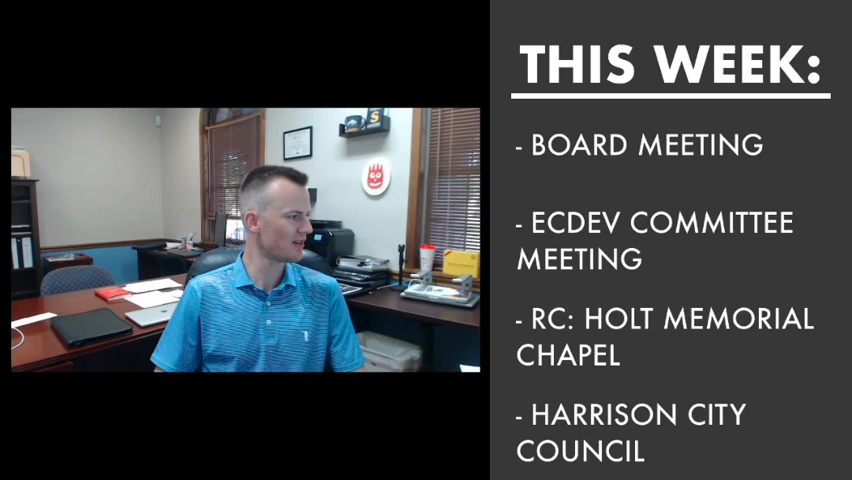 THIS WEEK:
- BOARD MEETING
- ECDEV COMMITTEE
MEETING
- RC: HOLT MEMORIAL
CHAPEL
- HARRISON CITY
COUNCIL